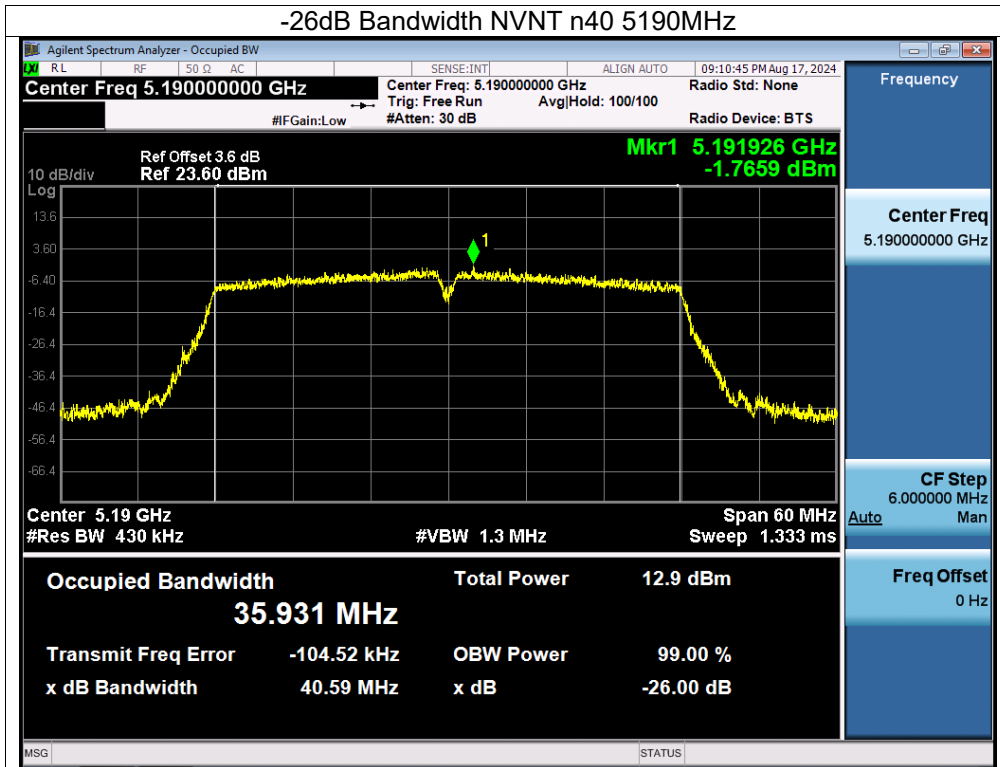 -26dB Bandwidth NVNT n40 5190MHz
Agilent Spectrum Analyzer - Occupied BW
LXI RL RF 50 Ω AC SENSE:INT ALIGN AUTO 09:10:45 PM Aug 17, 2024
Center Freq 5.190000000 GHz
Center Freq: 5.190000000 GHz
Radio Std: None
Trig: Free Run Avg|Hold: 100/100
#IFGain:Low
#Atten: 30 dB
Radio Device: BTS
Frequency
Mkr1 5.191926 GHz
-1.7659 dBm
Ref Offset 3.6 dB
10 dB/div Ref 23.60 dBm
Log
13.6
3.60
-6.40
-16.4
-26.4
-36.4
-46.4
-56.4
-66.4
1
Center 5.19 GHz Span 60 MHz
#Res BW 430 kHz #VBW 1.3 MHz Sweep 1.333 ms
Center Freq
5.190000000 GHz
CF Step
6.000000 MHz
Auto Man
Freq Offset
0 Hz
Occupied Bandwidth Total Power 12.9 dBm
35.931 MHz
Transmit Freq Error -104.52 kHz OBW Power 99.00 %
x dB Bandwidth 40.59 MHz x dB -26.00 dB
MSG STATUS